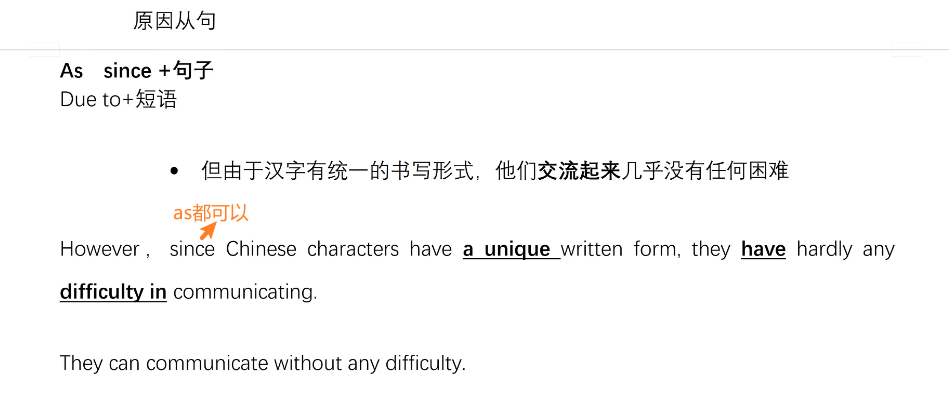 原因从句
As since +句子
Due to+短语
• 但由于汉字有统一的书写形式，他们交流起来几乎没有任何困难
as都可以
However， since Chinese characters have a unique written form, they have hardly any
difficulty in communicating.
They can communicate without any difficulty.